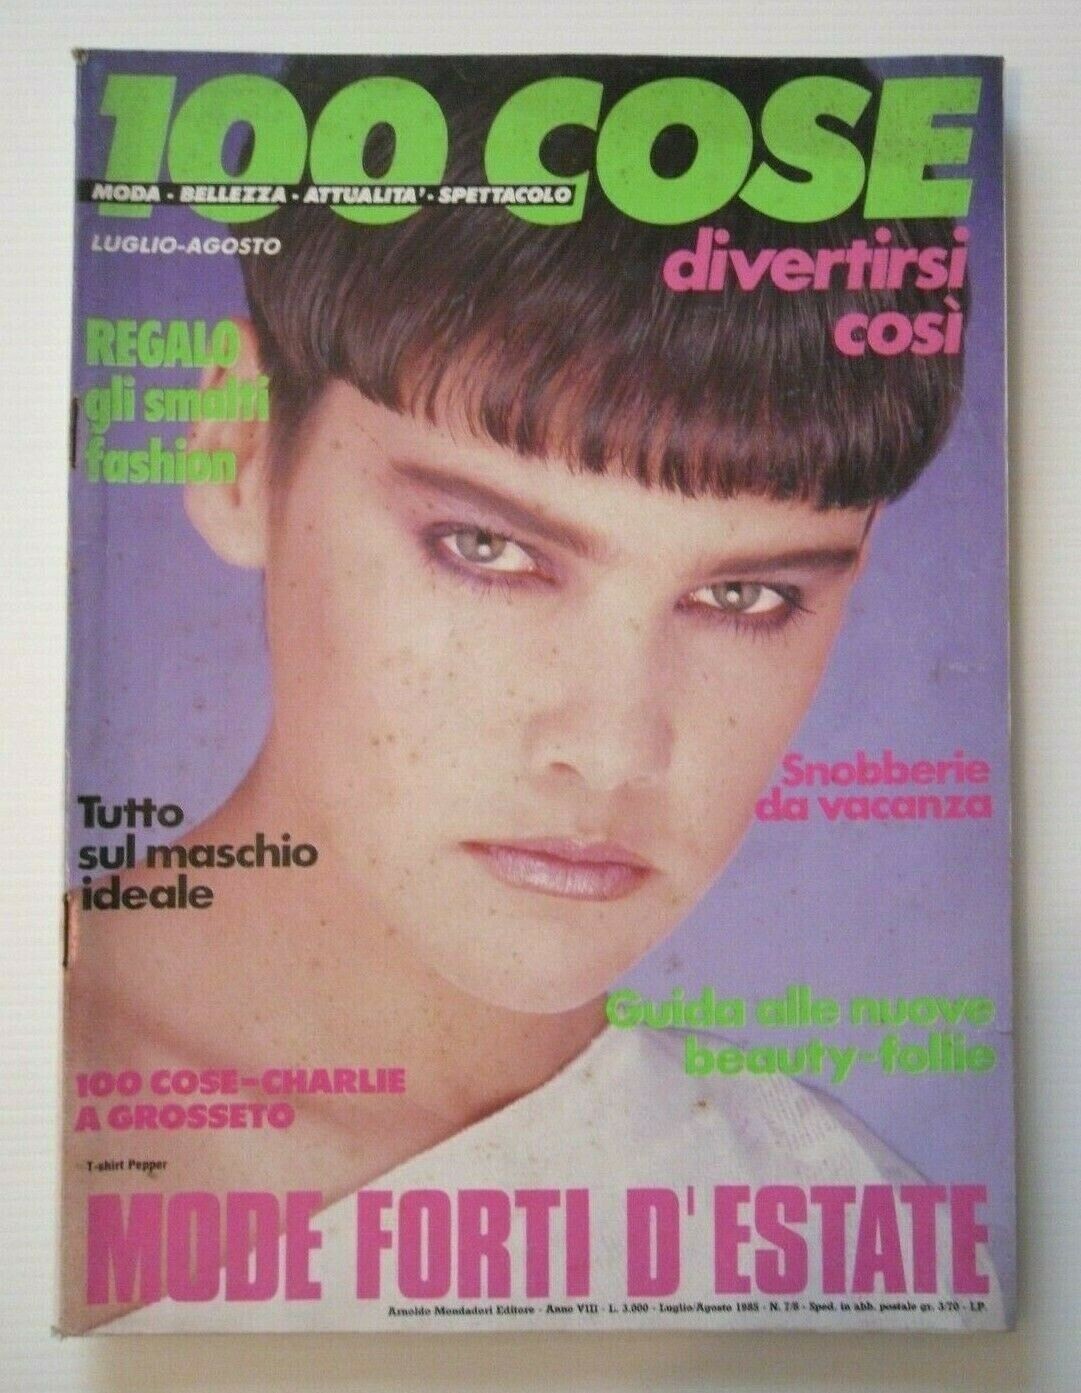 100 COSE
MODA - BELLEZZA - ATTUALITA' - SPETTACOLO
LUGLIO-AGOSTO
divertirsi
così
REGALO
gli smalti
fashion
Snobberie
da vacanza
Tutto
sul maschio
ideale
Guida alle nuove
beauty-follie
100 COSE-CHARLIE
A GROSSETO
T-shirt Pepper
MODE FORTI D'ESTATE
Arnoldo Mondadori Editore - Anno VIII - L. 3.000 - Luglio/Agosto 1985 - N. 7/8 - Sped. in abb. postale gr. 3/70 - I.P.